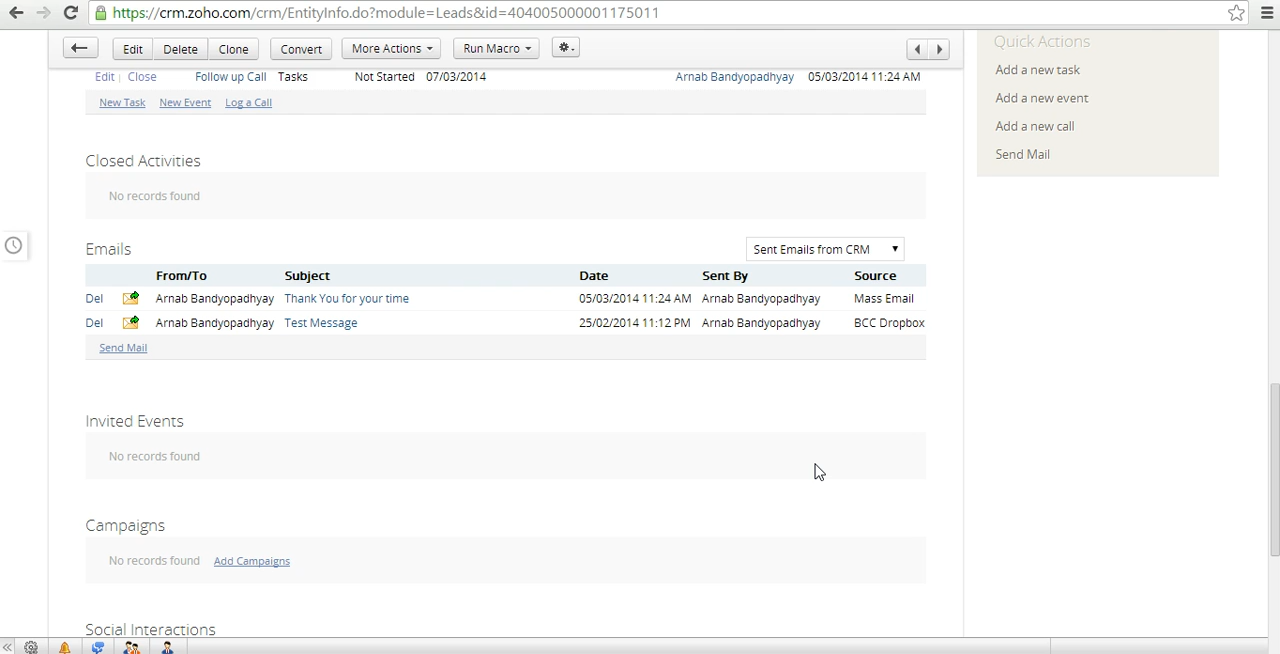 https://crm.zoho.com/crm/EntityInfo.do?module=Leads&id=404005000001175011
Edit Delete Clone Convert More Actions Run Macro
Quick Actions
Add a new task
Add a new event
Add a new call
Send Mail
Edit | Close Follow up Call Tasks Not Started 07/03/2014 Arnab Bandyopadhyay 05/03/2014 11:24 AM
New Task New Event Log a Call
Closed Activities
No records found
Emails Sent Emails from CRM
From/To Subject Date Sent By Source
Del Arnab Bandyopadhyay Thank You for your time 05/03/2014 11:24 AM Arnab Bandyopadhyay Mass Email
Del Arnab Bandyopadhyay Test Message 25/02/2014 11:12 PM Arnab Bandyopadhyay BCC Dropbox
Send Mail
Invited Events
No records found
Campaigns
No records found Add Campaigns
Social Interactions